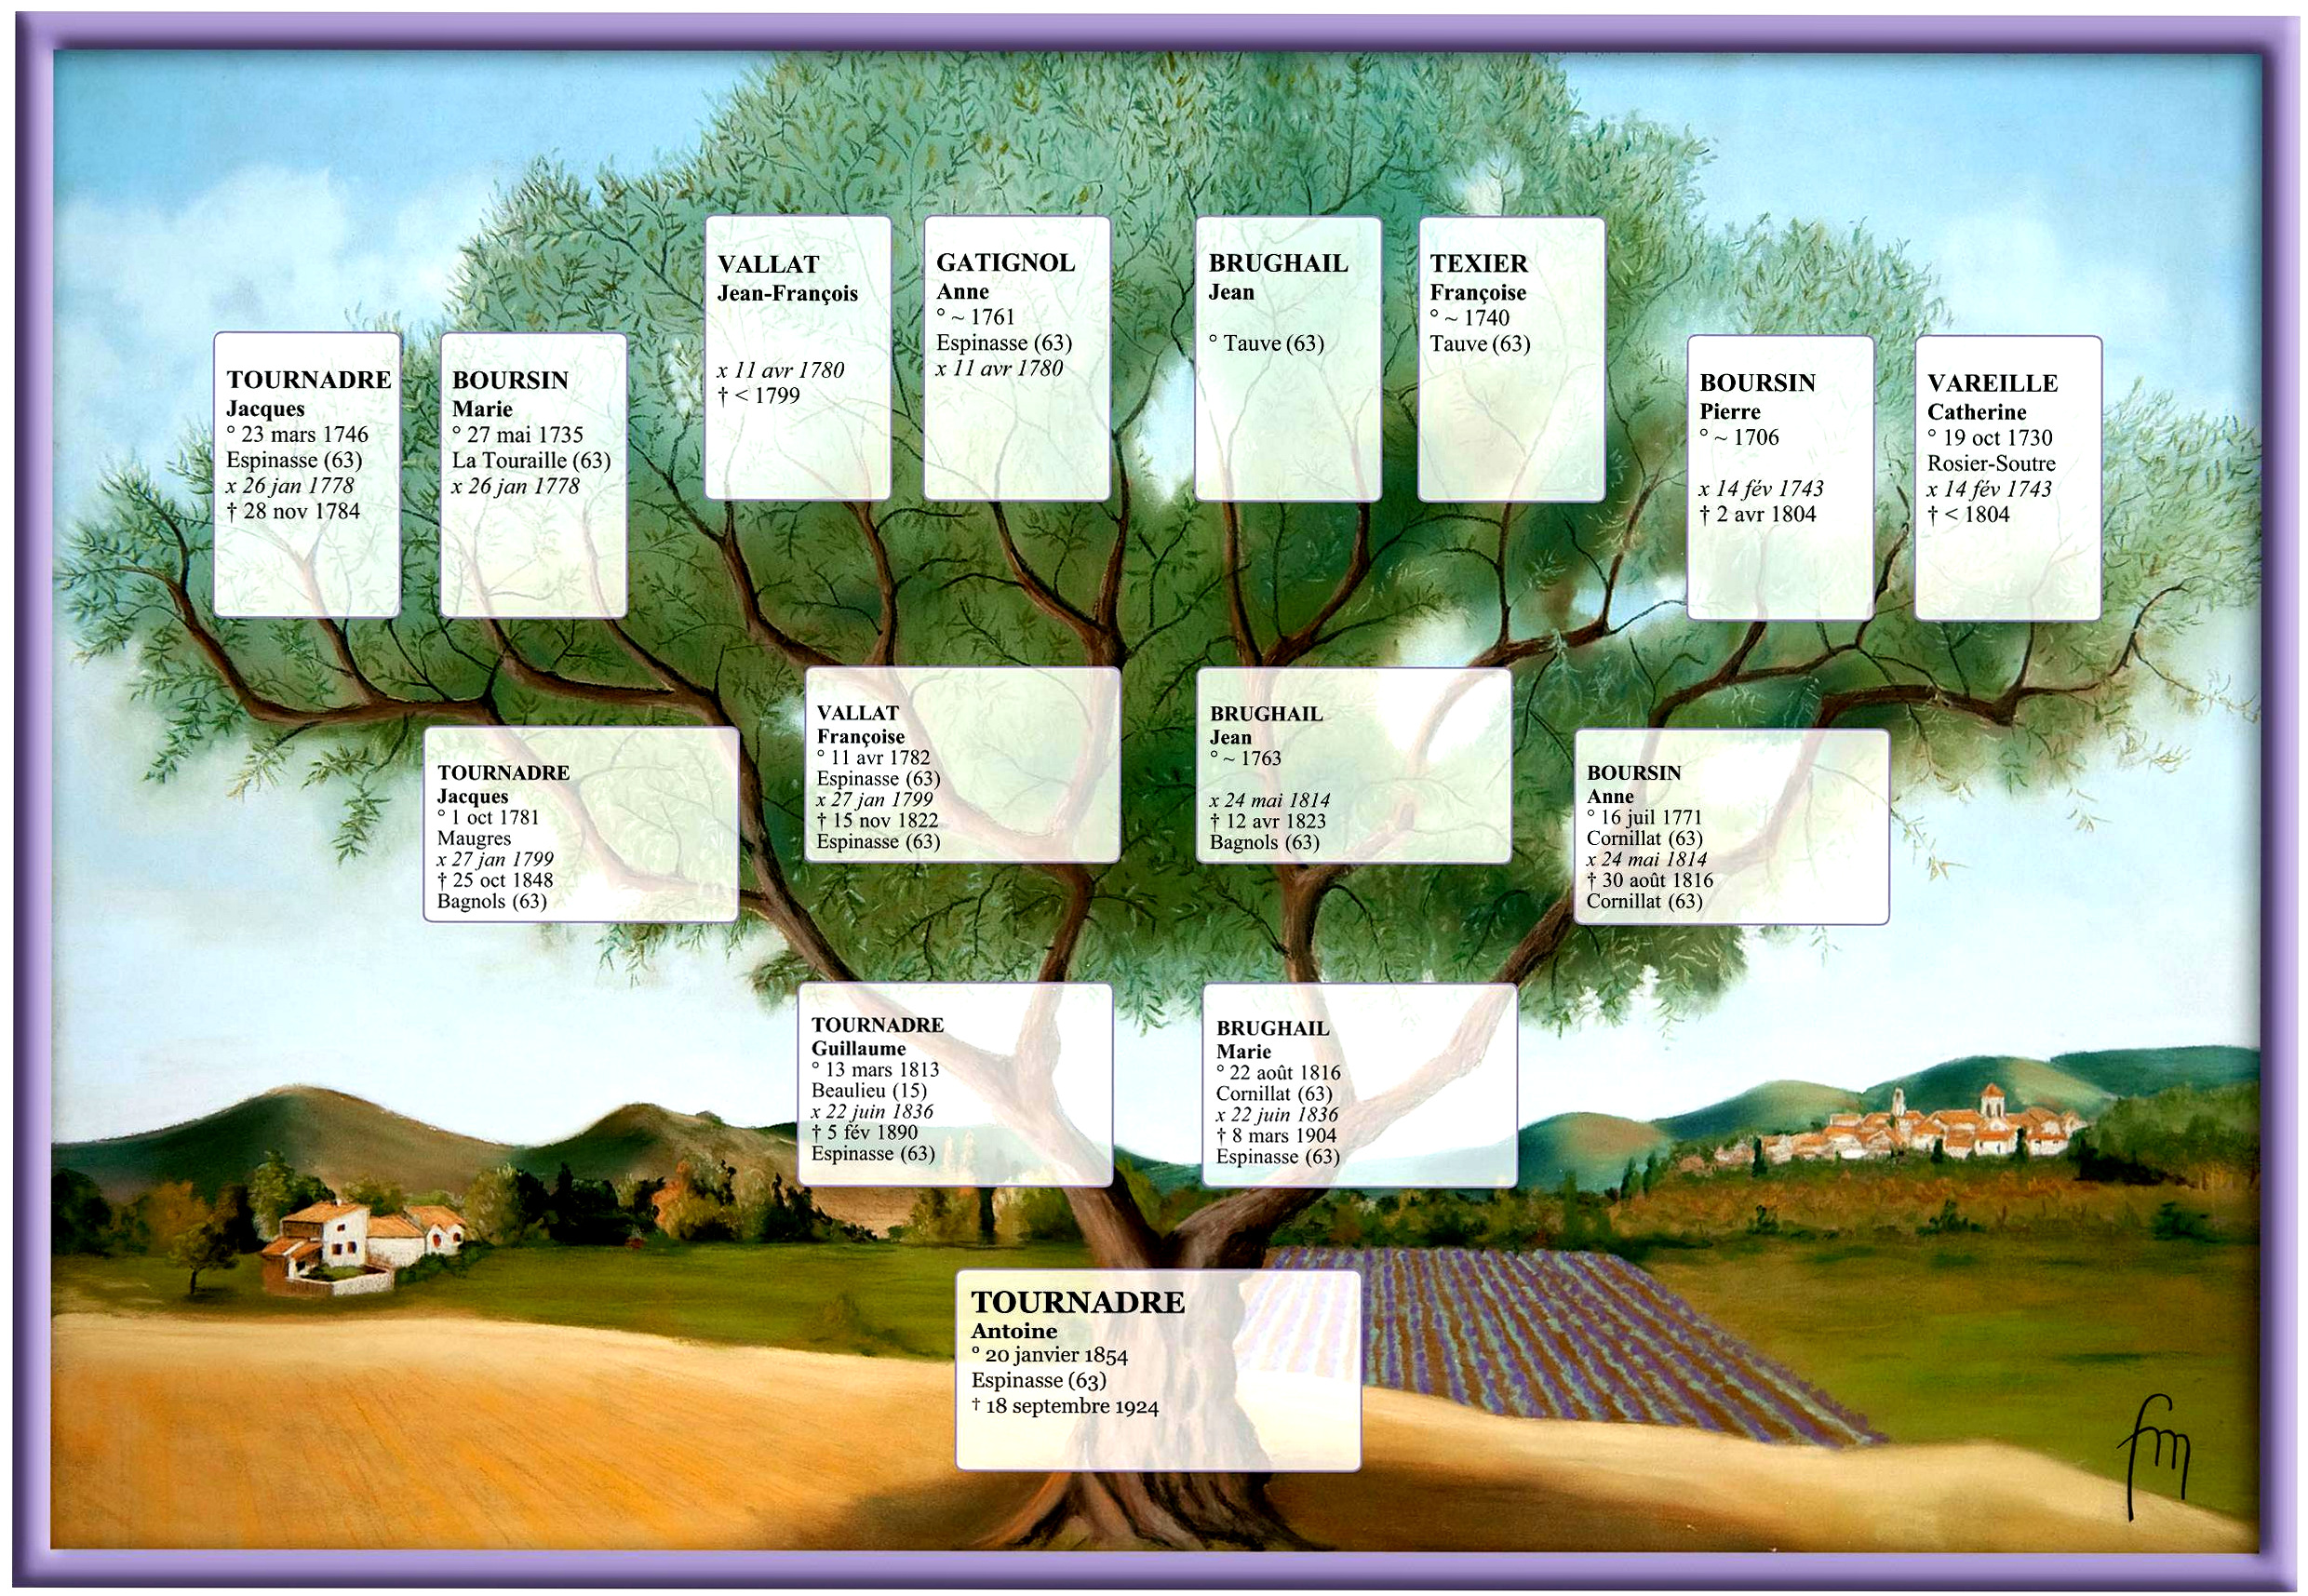 VALLAT
Jean-François
x 11 avr 1780
† < 1799
GATIGNOL
Anne
° ~ 1761
Espinasse (63)
x 11 avr 1780
BRUGHAIL
Jean
° Tauve (63)
TEXIER
Françoise
° ~ 1740
Tauve (63)
TOURNADRE
Jacques
° 23 mars 1746
Espinasse (63)
x 26 jan 1778
† 28 nov 1784
BOURSIN
Marie
° 27 mai 1735
La Touraille (63)
x 26 jan 1778
BOURSIN
Pierre
° ~ 1706
x 14 fév 1743
† 2 avr 1804
VAREILLE
Catherine
° 19 oct 1730
Rosier-Soutre
x 14 fév 1743
† < 1804
TOURNADRE
Jacques
° 1 oct 1781
Maugres
x 27 jan 1799
† 25 oct 1848
Bagnols (63)
VALLAT
Françoise
° 11 avr 1782
Espinasse (63)
x 27 jan 1799
† 15 nov 1822
Espinasse (63)
BRUGHAIL
Jean
° ~ 1763
x 24 mai 1814
† 12 avr 1823
Bagnols (63)
BOURSIN
Anne
° 16 juil 1771
Cornillat (63)
x 24 mai 1814
† 30 août 1816
Cornillat (63)
TOURNADRE
Guillaume
° 13 mars 1813
Beaulieu (15)
x 22 juin 1836
† 5 fév 1890
Espinasse (63)
BRUGHAIL
Marie
° 22 août 1816
Cornillat (63)
x 22 juin 1836
† 8 mars 1904
Espinasse (63)
TOURNADRE
Antoine
° 20 janvier 1854
Espinasse (63)
† 18 septembre 1924
fm